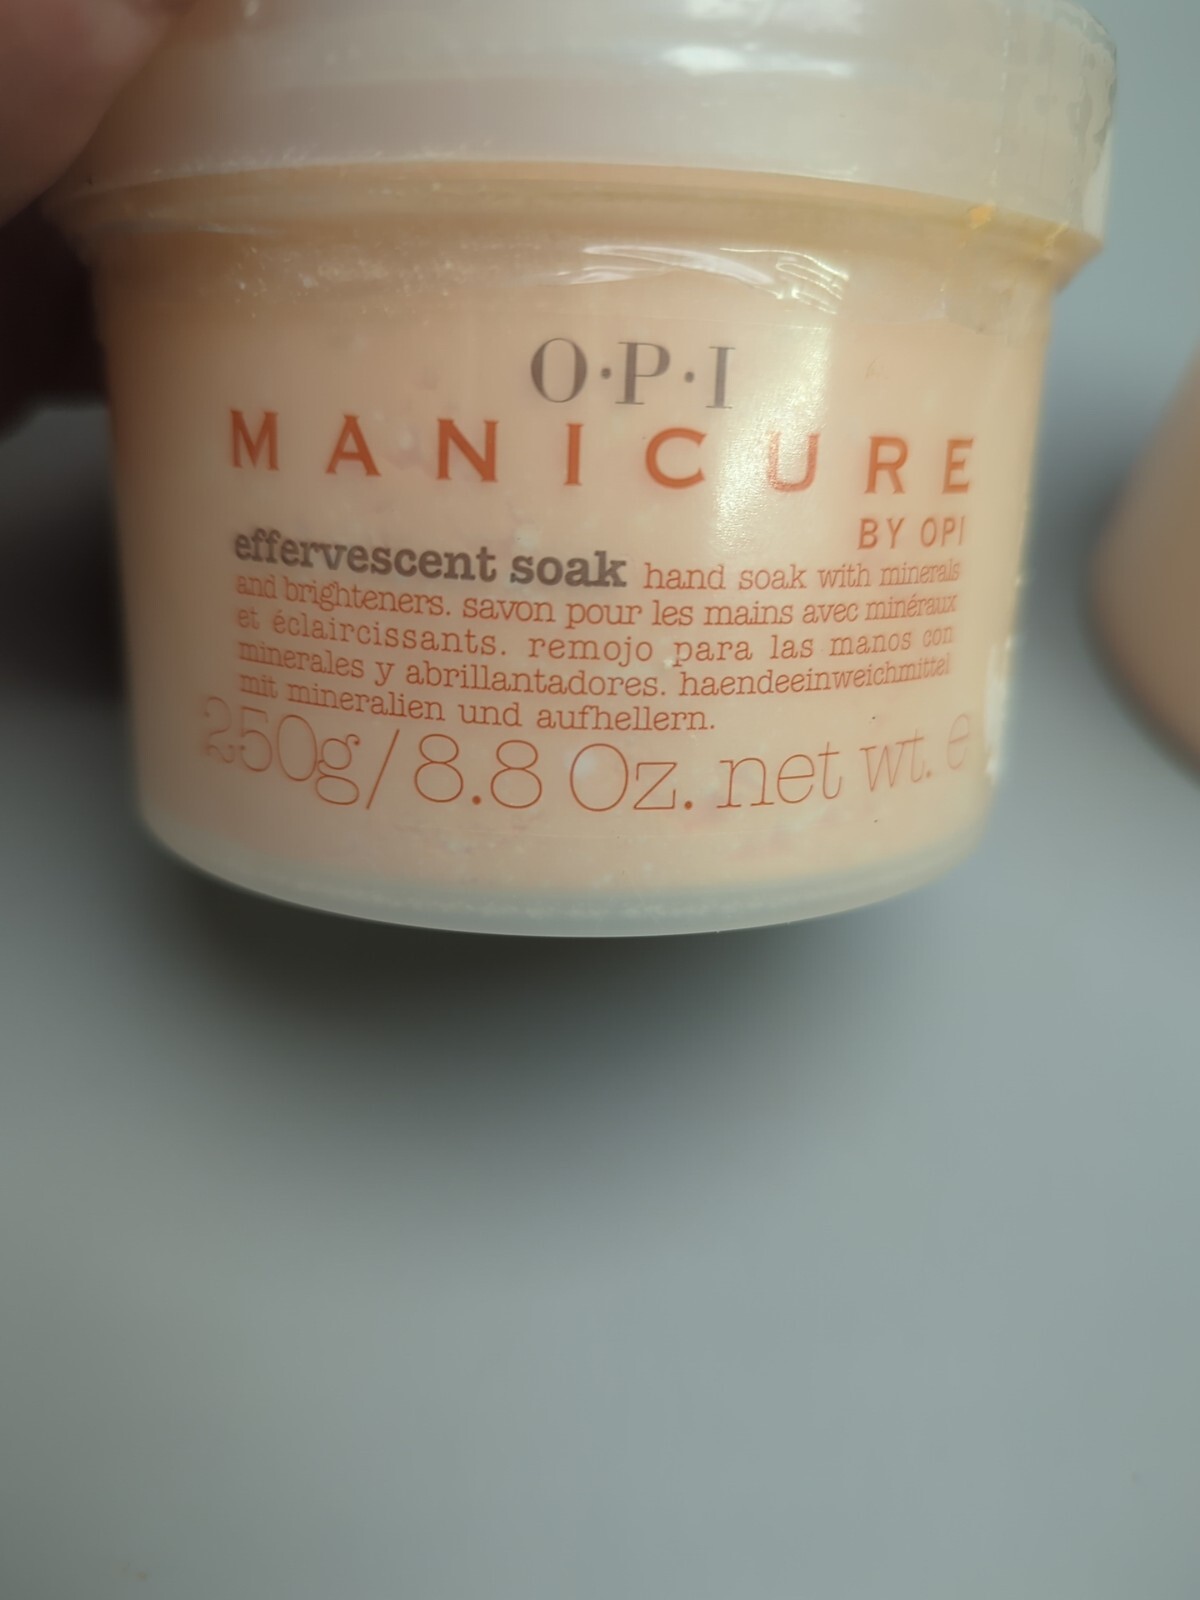 O·P·I
MANICURE
BY OPI
effervescent soak hand soak with minerals
and brighteners. savon pour les mains avec minéraux
et éclaircissants. remojo para las manos con
minerales y abrillantadores. haendeeinweichmittel
mit mineralien und aufhellern.
250g/8.8 Oz. net wt. e